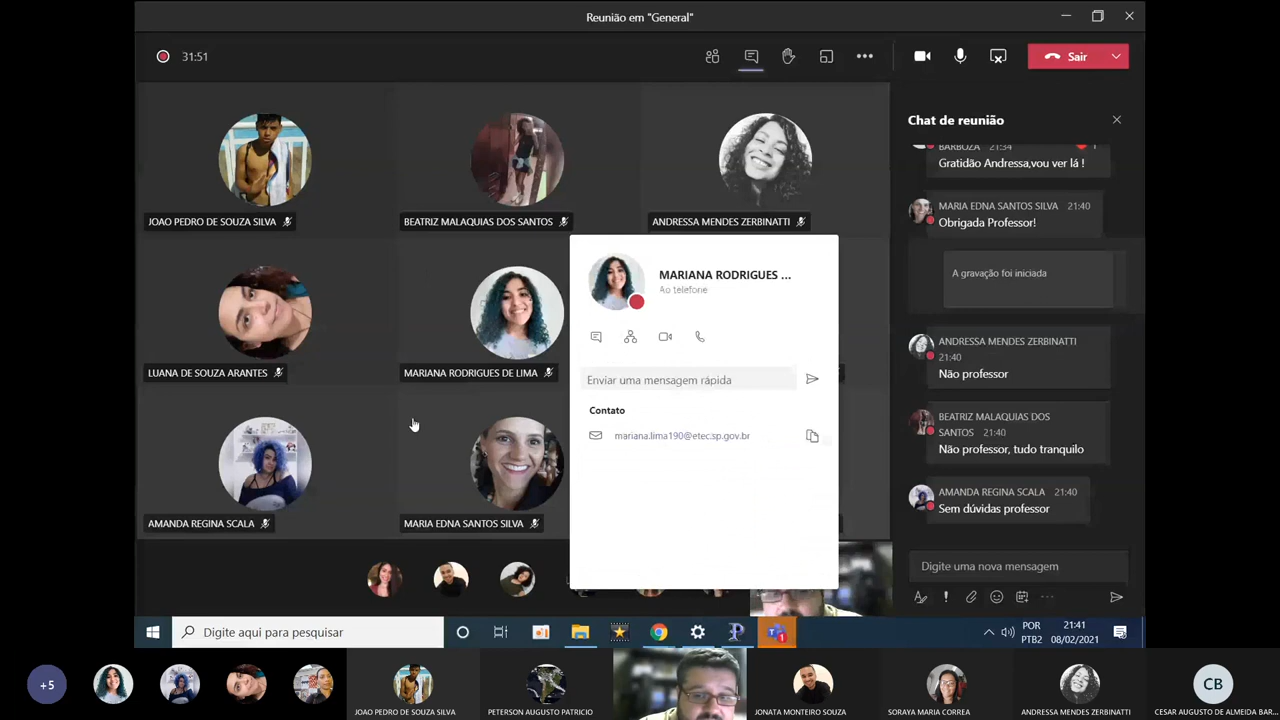 Reunião em "General"
31:51
Sair
JOAO PEDRO DE SOUZA SILVA
BEATRIZ MALAQUIAS DOS SANTOS
ANDRESSA MENDES ZERBINATTI
LUANA DE SOUZA ARANTES
MARIANA RODRIGUES DE LIMA
AMANDA REGINA SCALA
MARIA EDNA SANTOS SILVA
MARIANA RODRIGUES ...
Ao telefone
Enviar uma mensagem rápida
Contato
mariana.lima190@etec.sp.gov.br
Chat de reunião
BARBOZA 21:34
1
Gratidão Andressa,vou ver lá !
MARIA EDNA SANTOS SILVA 21:40
Obrigada Professor!
A gravação foi iniciada
ANDRESSA MENDES ZERBINATTI
21:40
Não professor
BEATRIZ MALAQUIAS DOS
SANTOS 21:40
Não professor, tudo tranquilo
AMANDA REGINA SCALA 21:40
Sem dúvidas professor
Digite uma nova mensagem
Digite aqui para pesquisar
1
POR
PTB2
21:41
08/02/2021
+5
JOAO PEDRO DE SOUZA SILVA
PETERSON AUGUSTO PATRICIO
JONATA MONTEIRO SOUZA
SORAYA MARIA CORREA
ANDRESSA MENDES ZERBINATTI
CB
CESAR AUGUSTO DE ALMEIDA BAR...